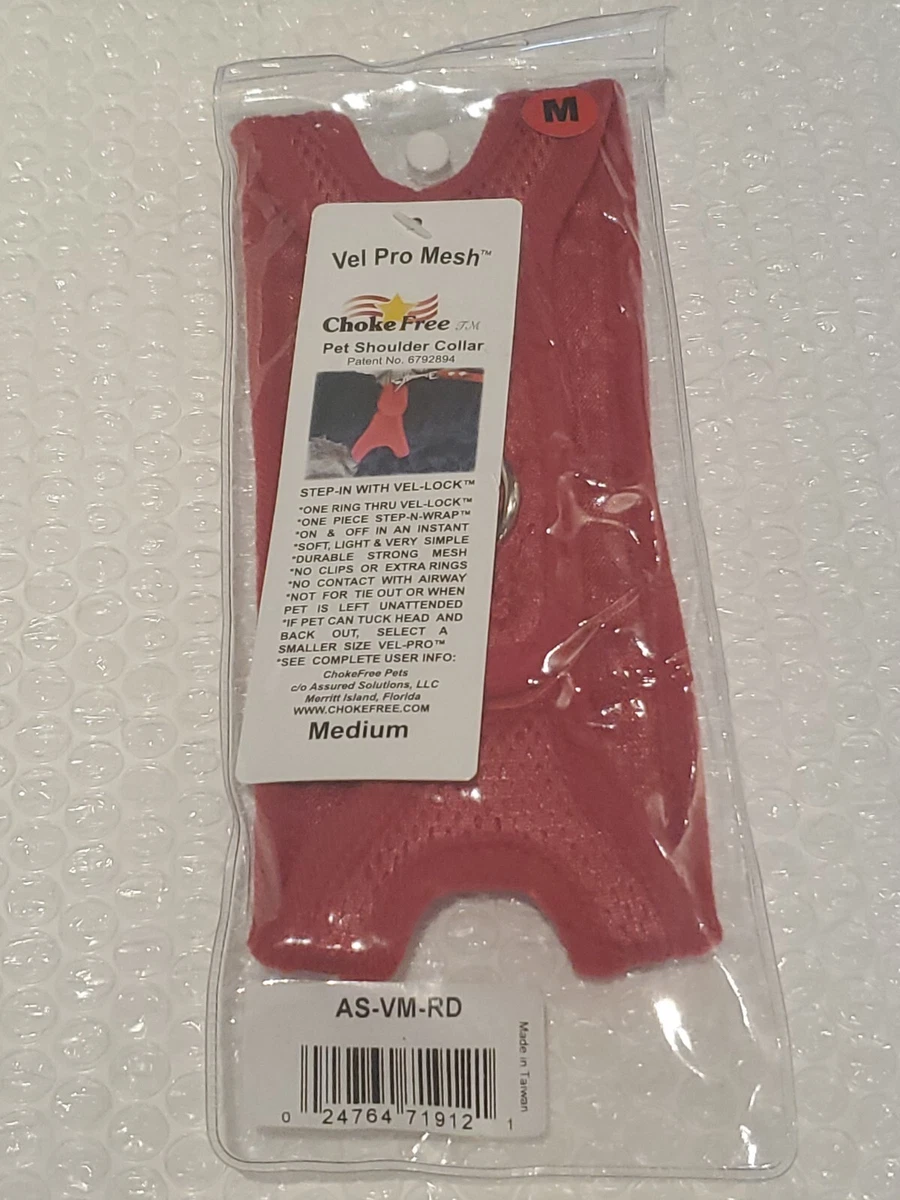 M
Vel Pro Mesh™
Choke Free ™
Pet Shoulder Collar
Patent No. 6792894
STEP-IN WITH VEL-LOCK™
*ONE RING THRU VEL-LOCK™
*ONE PIECE STEP-N-WRAP™
*ON & OFF IN AN INSTANT
*SOFT, LIGHT & VERY SIMPLE
*DURABLE STRONG MESH
*NO CLIPS OR EXTRA RINGS
*NO CONTACT WITH AIRWAY
*NOT FOR TIE OUT OR WHEN
PET IS LEFT UNATTENDED
*IF PET CAN TUCK HEAD AND
BACK OUT, SELECT A
SMALLER SIZE VEL-PRO™
*SEE COMPLETE USER INFO:
ChokeFree Pets
c/o Assured Solutions, LLC
Merritt Island, Florida
WWW.CHOKEFREE.COM
Medium
AS-VM-RD
Made in Taiwan
0 24764 71912 1